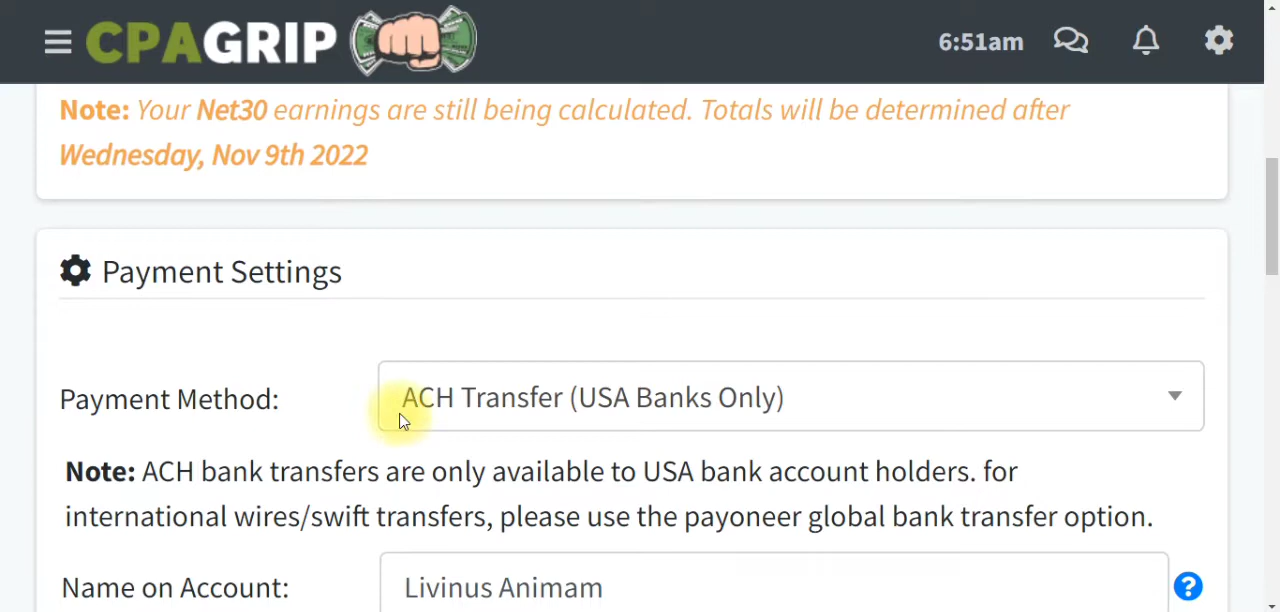 CPAGRIP
6:51am
Note: Your Net30 earnings are still being calculated. Totals will be determined after
Wednesday, Nov 9th 2022
Payment Settings
Payment Method:
ACH Transfer (USA Banks Only)
Note: ACH bank transfers are only available to USA bank account holders. for
international wires/swift transfers, please use the payoneer global bank transfer option.
Name on Account:
Livinus Animam
?